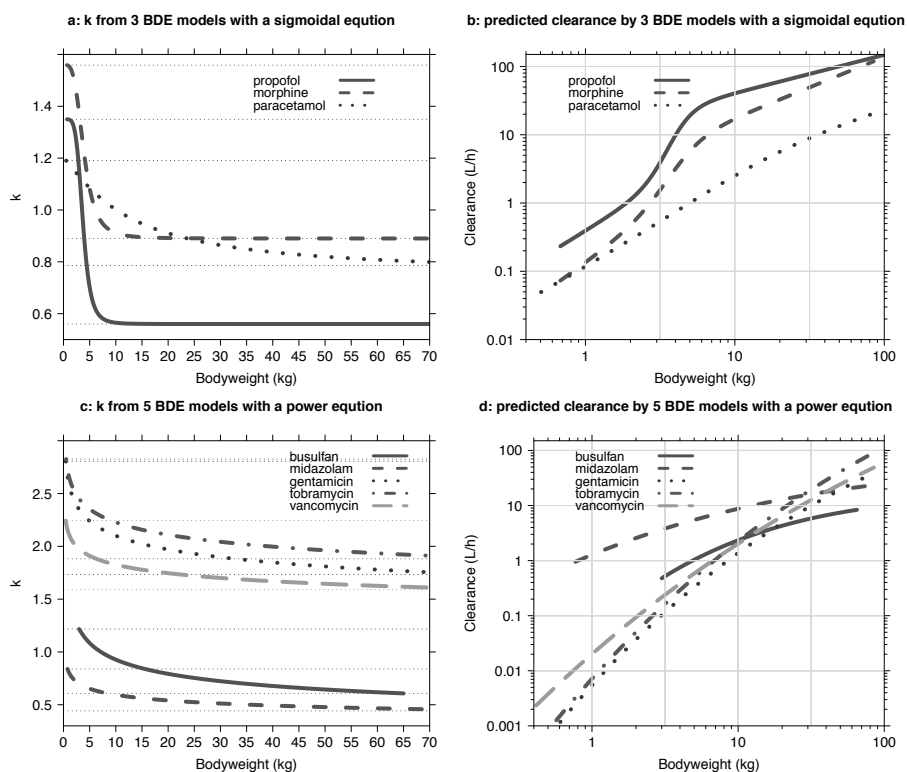 a: k from 3 BDE models with a sigmoidal eqution
propofol
morphine
paracetamol
k
1.4
1.2
1.0
0.8
0.6
0 5 10 15 20 25 30 35 40 45 50 55 60 65 70
Bodyweight (kg)
b: predicted clearance by 3 BDE models with a sigmoidal eqution
propofol
morphine
paracetamol
Clearance (L/h)
100
10
1
0.1
0.01
1 10 100
Bodyweight (kg)
c: k from 5 BDE models with a power eqution
busulfan
midazolam
gentamicin
tobramycin
vancomycin
k
2.5
2.0
1.5
1.0
0.5
0 5 10 15 20 25 30 35 40 45 50 55 60 65 70
Bodyweight (kg)
d: predicted clearance by 5 BDE models with a power eqution
busulfan
midazolam
gentamicin
tobramycin
vancomycin
Clearance (L/h)
100
10
1
0.1
0.01
0.001
1 10 100
Bodyweight (kg)